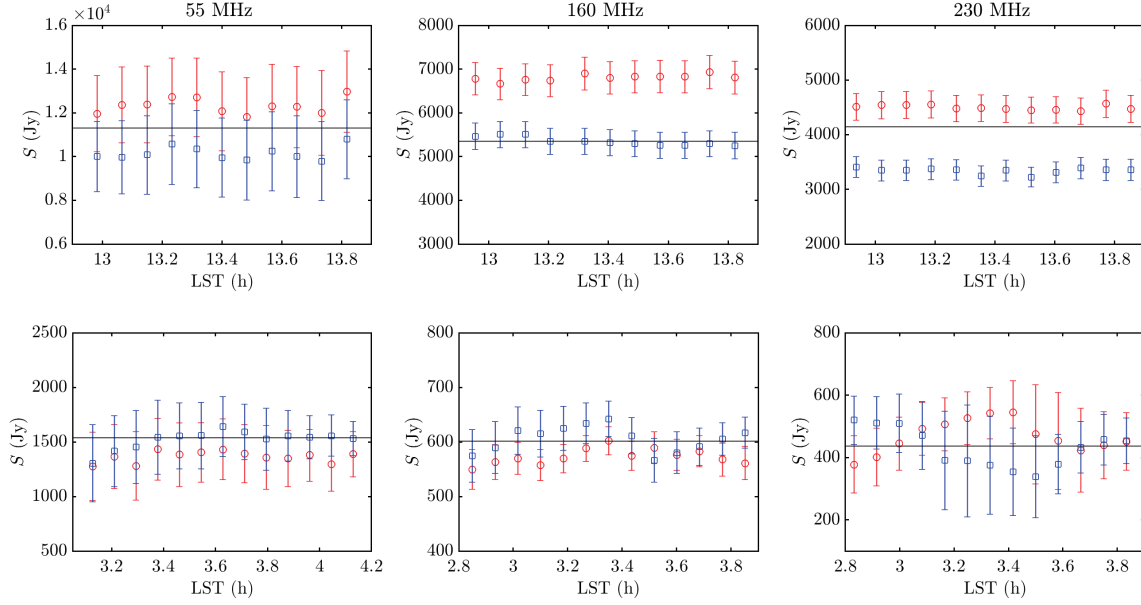 55 MHz
160 MHz
230 MHz
×10⁴
1.6
1.4
1.2
1
0.8
0.6
S (Jy)
13 13.2 13.4 13.6 13.8
LST (h)
8000
7000
6000
5000
4000
3000
S (Jy)
13 13.2 13.4 13.6 13.8
LST (h)
6000
5000
4000
3000
2000
S (Jy)
13 13.2 13.4 13.6 13.8
LST (h)
2500
2000
1500
1000
500
S (Jy)
3.2 3.4 3.6 3.8 4 4.2
LST (h)
800
700
600
500
400
S (Jy)
2.8 3 3.2 3.4 3.6 3.8
LST (h)
800
600
400
200
S (Jy)
2.8 3 3.2 3.4 3.6 3.8
LST (h)